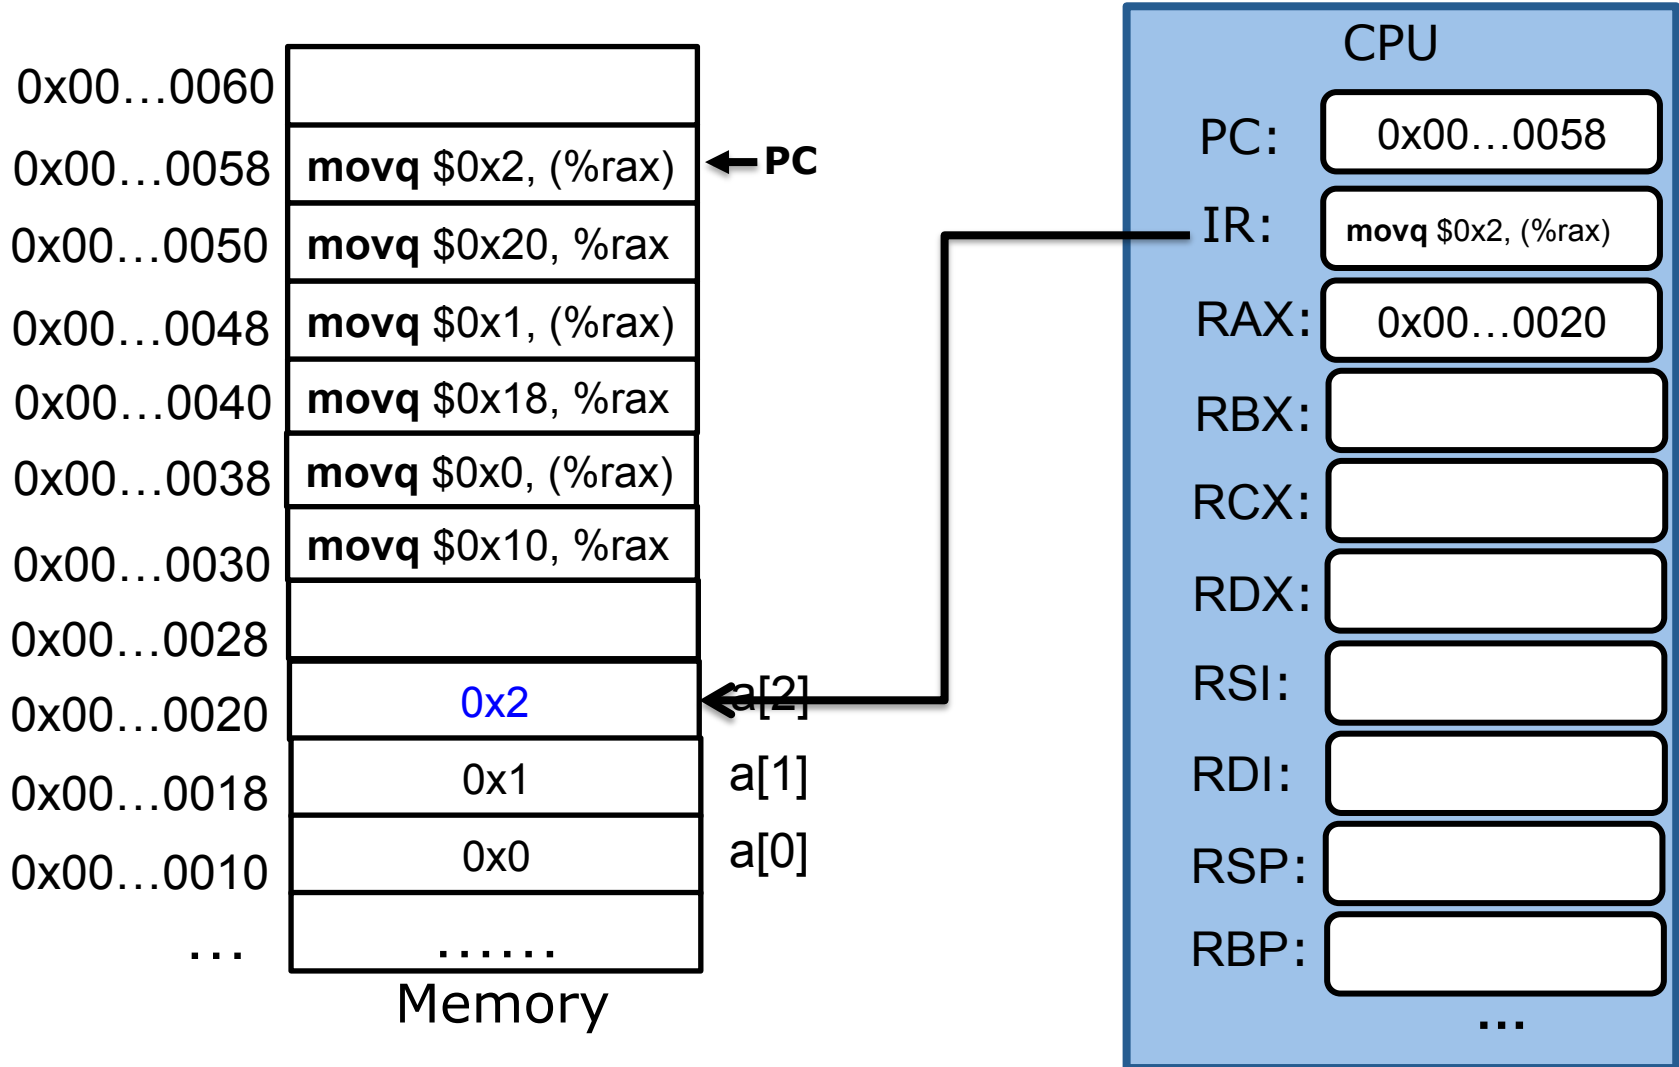 0x00…0060
0x00…0058 movq $0x2, (%rax) PC
0x00…0050 movq $0x20, %rax
0x00…0048 movq $0x1, (%rax)
0x00…0040 movq $0x18, %rax
0x00…0038 movq $0x0, (%rax)
0x00…0030 movq $0x10, %rax
0x00…0028
0x00…0020 0x2 a[2]
0x00…0018 0x1 a[1]
0x00…0010 0x0 a[0]
… ……
Memory
CPU
PC: 0x00…0058
IR: movq $0x2, (%rax)
RAX: 0x00…0020
RBX:
RCX:
RDX:
RSI:
RDI:
RSP:
RBP:
…